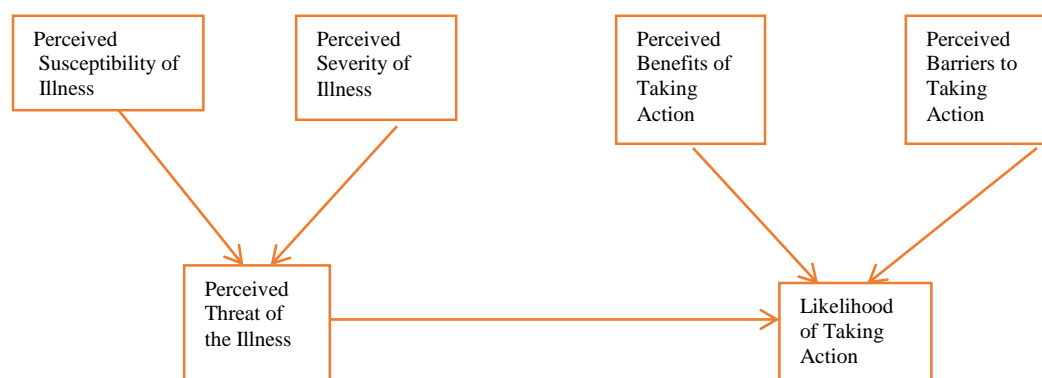 Perceived
Susceptibility of
Illness
Perceived
Severity of
Illness
Perceived
Benefits of
Taking
Action
Perceived
Barriers to
Taking
Action
Perceived
Threat of
the Illness
Likelihood
of Taking
Action